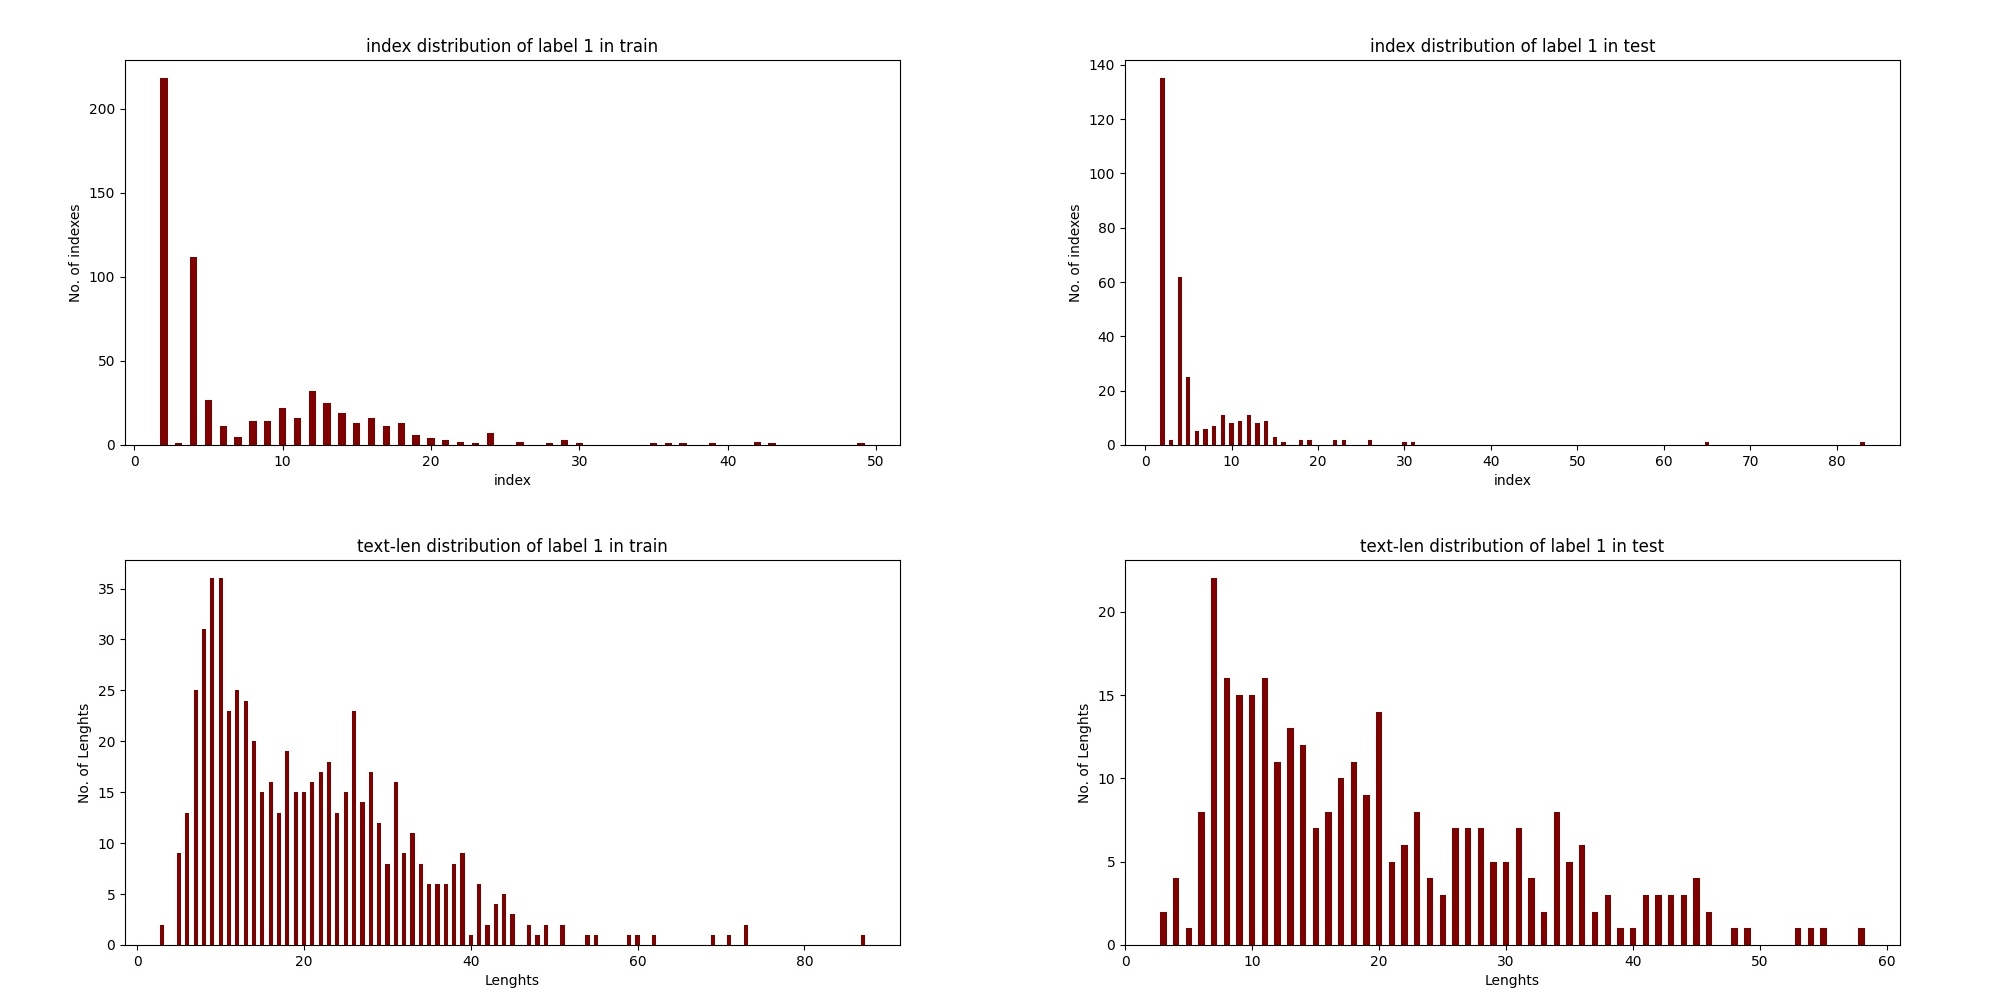 index distribution of label 1 in train
No. of indexes
200
150
100
50
0
0 10 20 30 40 50
index
index distribution of label 1 in test
No. of indexes
140
120
100
80
60
40
20
0
0 10 20 30 40 50 60 70 80
index
text-len distribution of label 1 in train
No. of Lenghts
35
30
25
20
15
10
5
0
0 20 40 60 80
Lenghts
text-len distribution of label 1 in test
No. of Lenghts
20
15
10
5
0
0 10 20 30 40 50 60
Lenghts